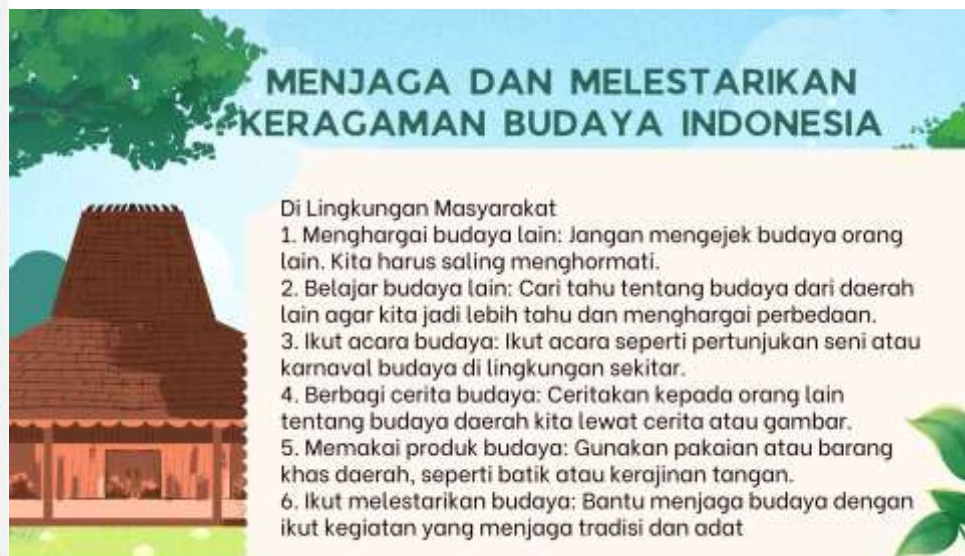 MENJAGA DAN MELESTARIKAN
KERAGAMAN BUDAYA INDONESIA
Di Lingkungan Masyarakat
1. Menghargai budaya lain: Jangan mengejek budaya orang
lain. Kita harus saling menghormati.
2. Belajar budaya lain: Cari tahu tentang budaya dari daerah
lain agar kita jadi lebih tahu dan menghargai perbedaan.
3. Ikut acara budaya: Ikut acara seperti pertunjukan seni atau
karnaval budaya di lingkungan sekitar.
4. Berbagi cerita budaya: Ceritakan kepada orang lain
tentang budaya daerah kita lewat cerita atau gambar.
5. Memakai produk budaya: Gunakan pakaian atau barang
khas daerah, seperti batik atau kerajinan tangan.
6. Ikut melestarikan budaya: Bantu menjaga budaya dengan
ikut kegiatan yang menjaga tradisi dan adat